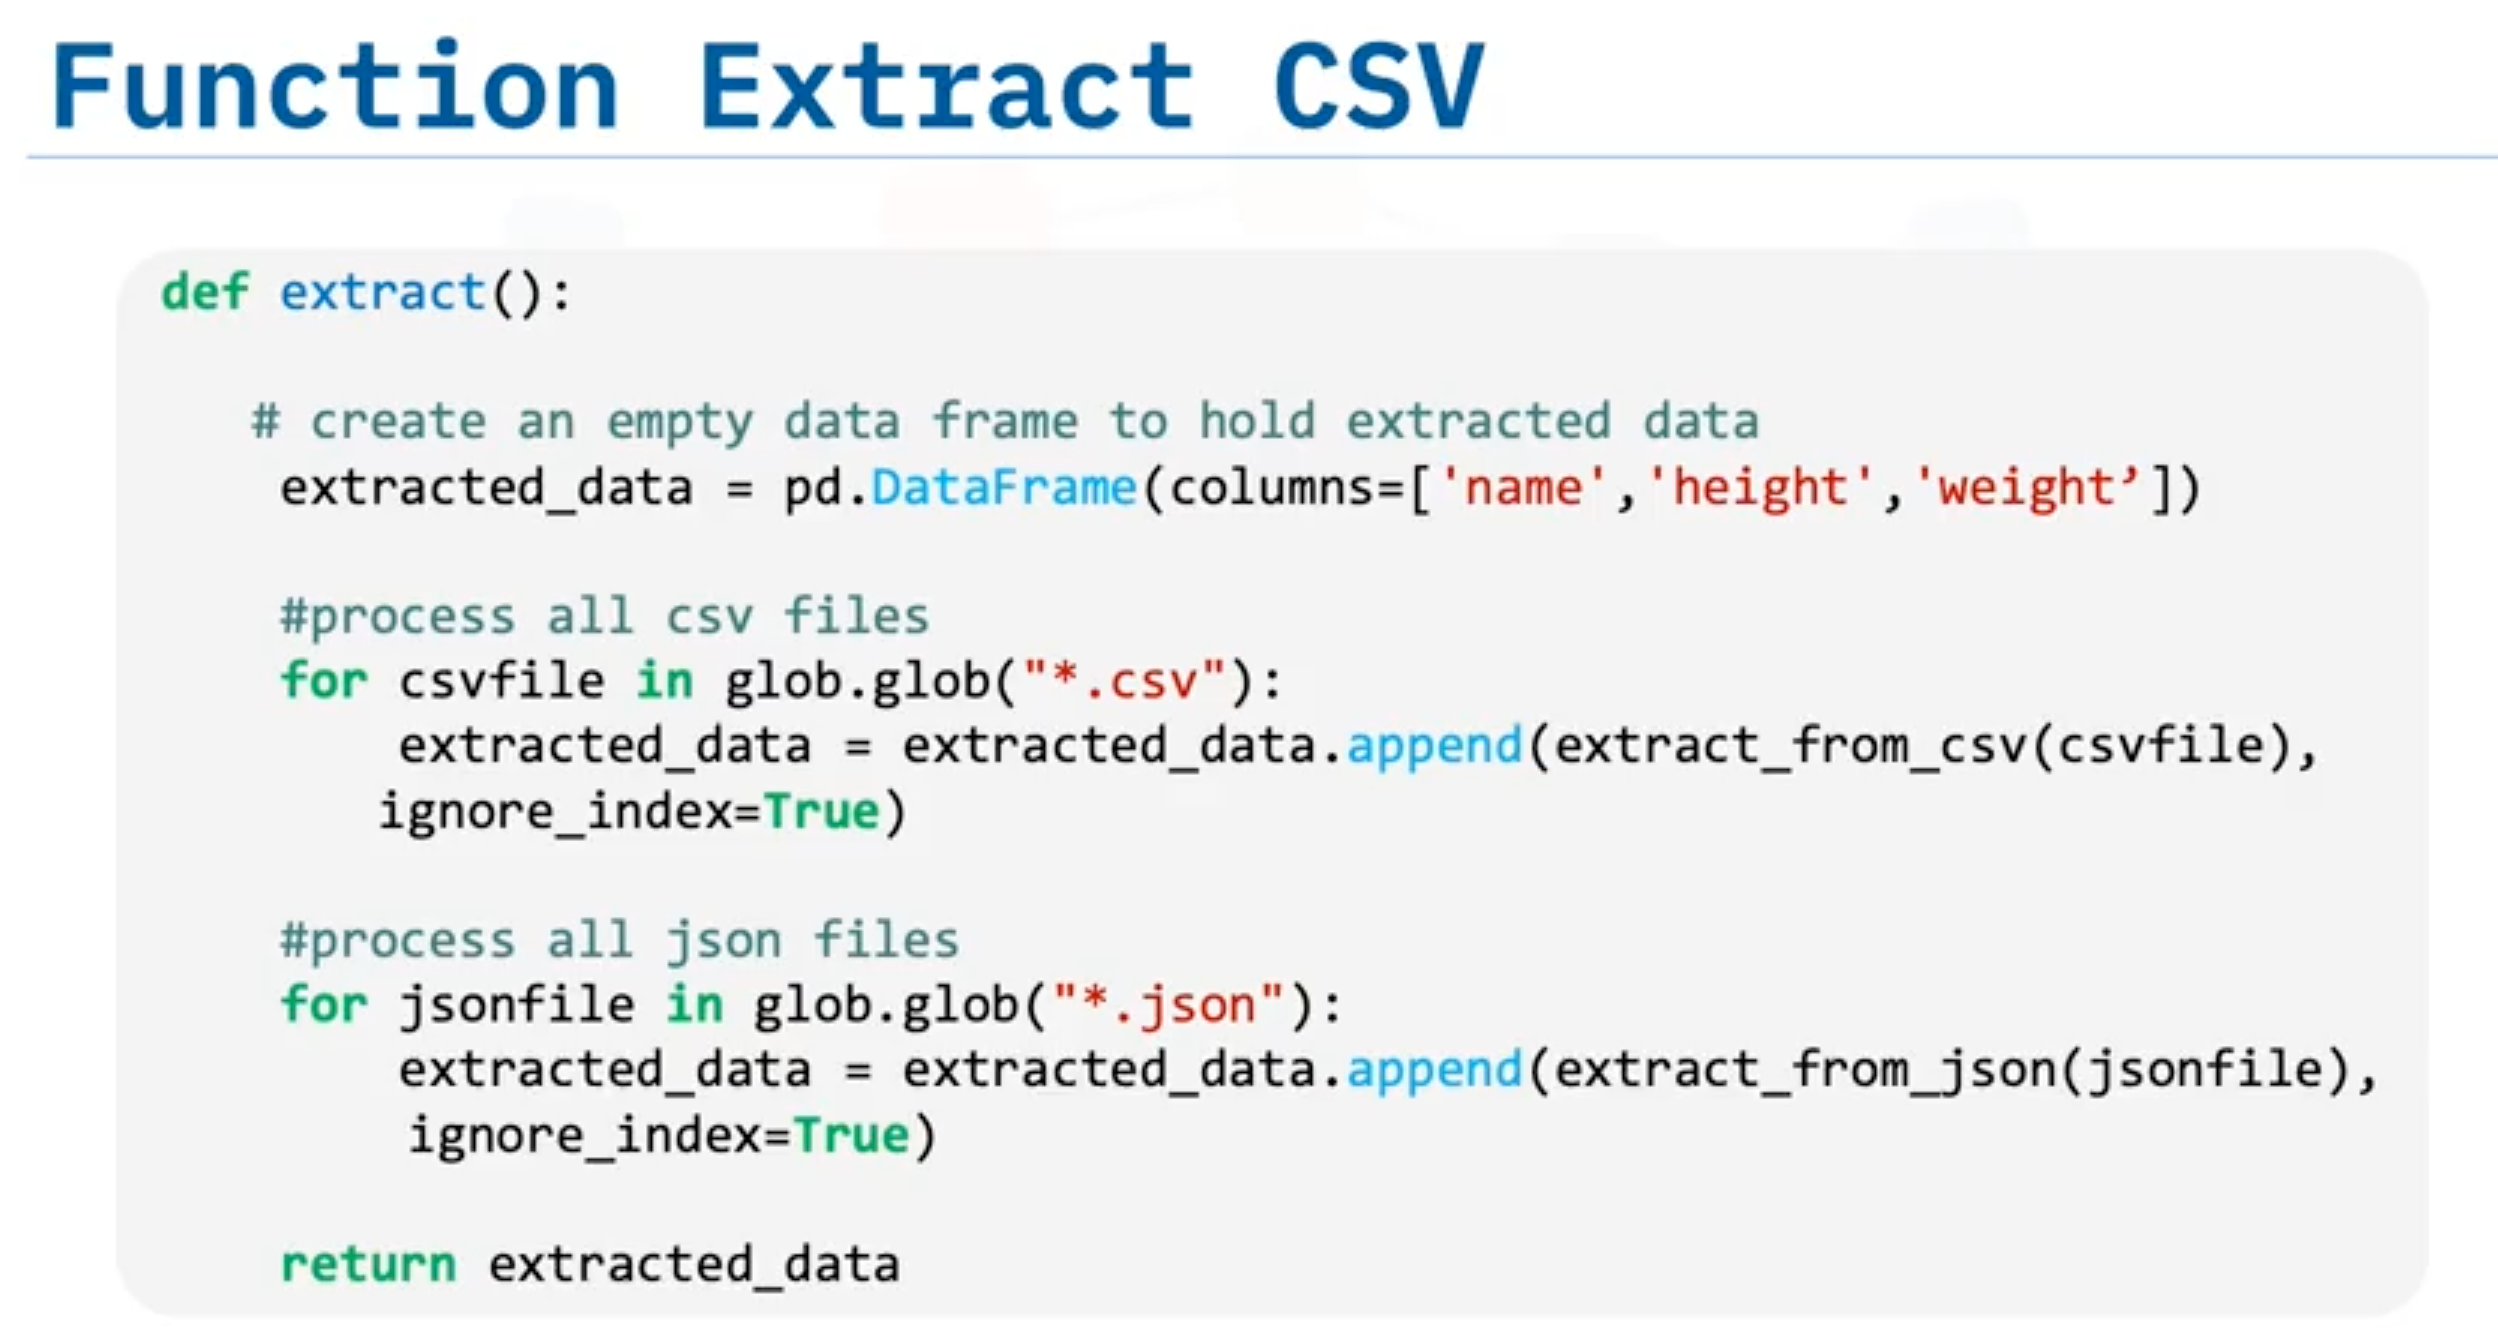 Function Extract CSV
def extract():
# create an empty data frame to hold extracted data
extracted_data = pd.DataFrame(columns=['name','height','weight’])
#process all csv files
for csvfile in glob.glob("*.csv"):
extracted_data = extracted_data.append(extract_from_csv(csvfile),
ignore_index=True)
#process all json files
for jsonfile in glob.glob("*.json"):
extracted_data = extracted_data.append(extract_from_json(jsonfile),
ignore_index=True)
return extracted_data